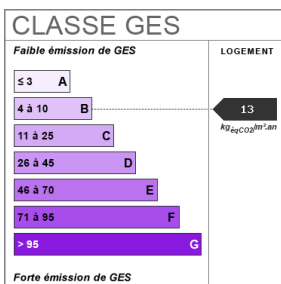 CLASSE GES
Faible émission de GES
LOGEMENT
≤ 3 A
4 à 10 B
13
kgéqCO2/m².an
11 à 25 C
26 à 45 D
46 à 70 E
71 à 95 F
> 95 G
Forte émission de GES